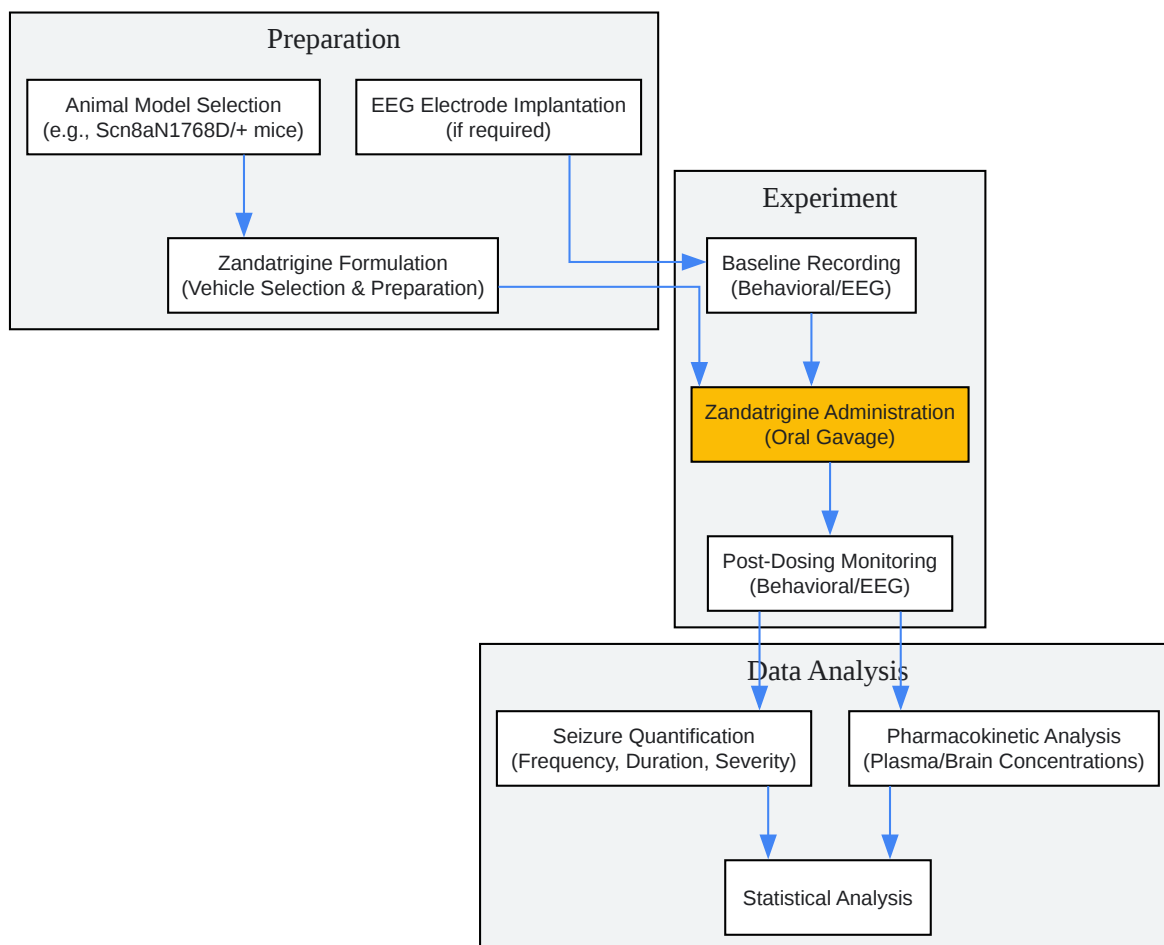 Preparation
Animal Model Selection
(e.g., Scn8aN1768D/+ mice)
EEG Electrode Implantation
(if required)
Zandatrigine Formulation
(Vehicle Selection & Preparation)
Experiment
Baseline Recording
(Behavioral/EEG)
Zandatrigine Administration
(Oral Gavage)
Post-Dosing Monitoring
(Behavioral/EEG)
Data Analysis
Seizure Quantification
(Frequency, Duration, Severity)
Pharmacokinetic Analysis
(Plasma/Brain Concentrations)
Statistical Analysis